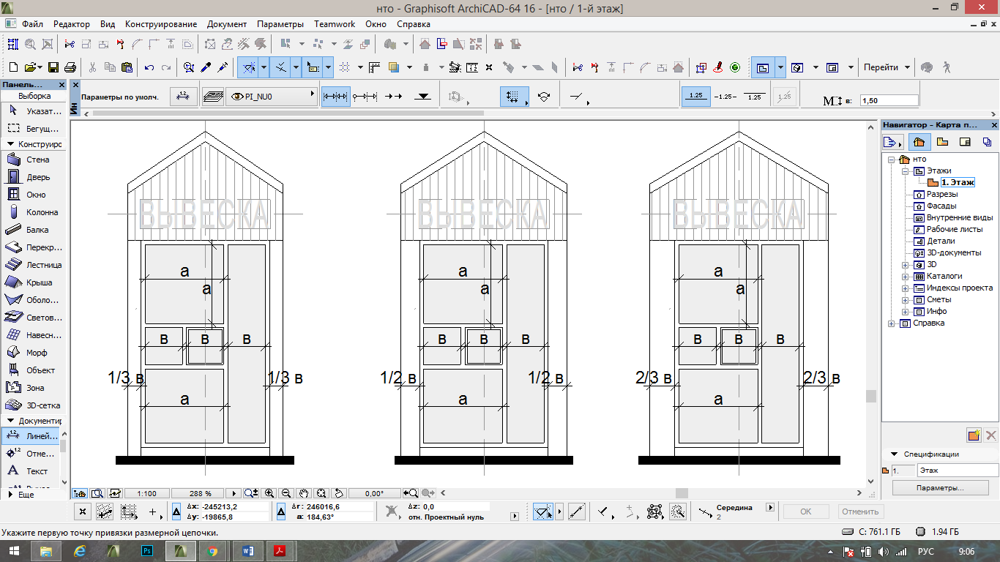 нто - Graphisoft ArchiCAD-64 16 - [нто / 1-й этаж]
Файл Редактор Вид Конструирование Документ Параметры Teamwork Окно Справка
Перейти
Панель...
Выборка
Указат...
Бегущ...
Конструирс
Стена
Дверь
Окно
Колонна
Балка
Перекр...
Лестница
Крыша
Оболо...
Светов...
Навесн...
Морф
Объект
Зона
3D-сетка
Документир
Линей...
Отме...
Текст
Еще
Ин
Параметры по умолч.
PI_NU0
1.25 1.25 1.25 1.25
М в: 1,50
ВЫВЕСКА ВЫВЕСКА ВЫВЕСКА
а а а
а а а
в в в в в в в в в
1/3 в 1/3 в 1/2 в 1/2 в 2/3 в 2/3 в
а а а
Навигатор - Карта п...
нто
Этажи
1. Этаж
Разрезы
Фасады
Внутренние виды
Рабочие листы
Детали
3D-документы
3D
Каталоги
Индексы проекта
Сметы
Инфо
Справка
Спецификации
1. Этаж
Параметры...
1:100 288 % 0,00°
Δx: -245213,2
Δy: -19865,8
Δr: 246016,6
a: 184,63°
Δz: 0,0
отн. Проектный нуль
Середина
2
ОК Отменить
Укажите первую точку привязки размерной цепочки.
C: 761.1 ГБ 1.94 ГБ
РУС 9:06